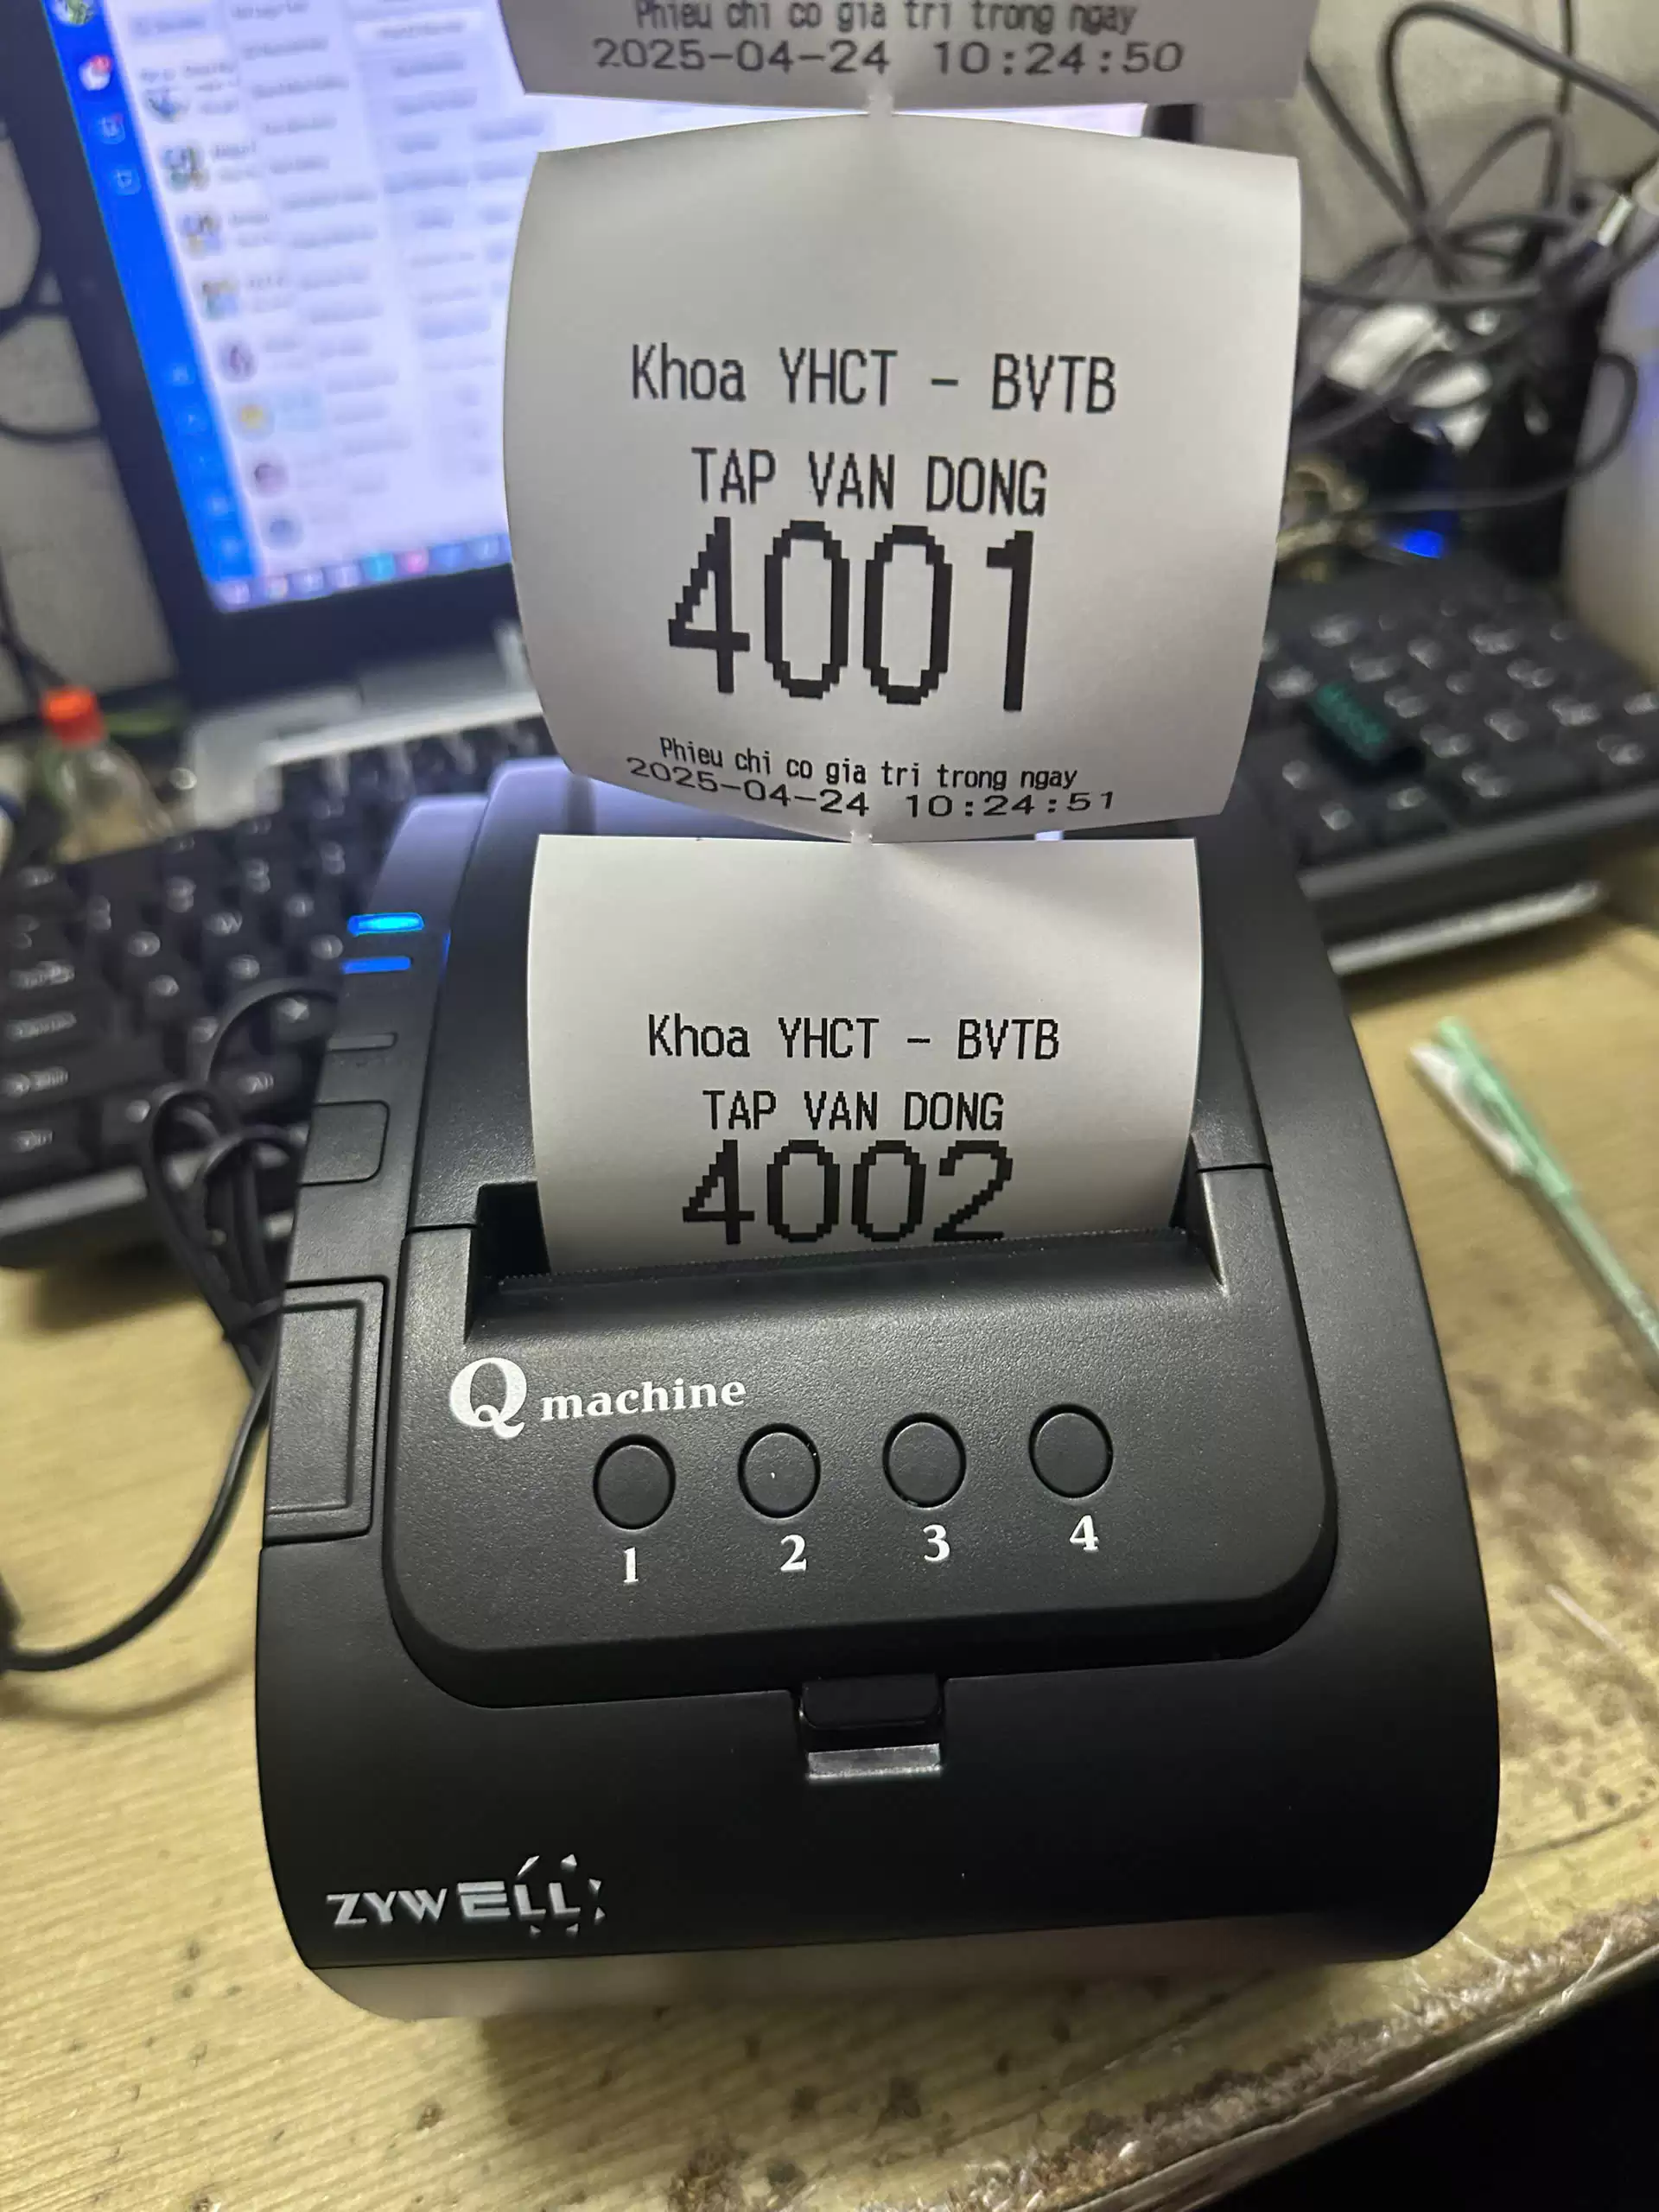 Phieu chi co gia tri trong ngay
2025-04-24 10:24:50
Khoa YHCT - BVTB
TAP VAN DONG
4001
Phieu chi co gia tri trong ngay
2025-04-24 10:24:51
Khoa YHCT - BVTB
TAP VAN DONG
4002
Q machine
1 2 3 4
ZYWELL